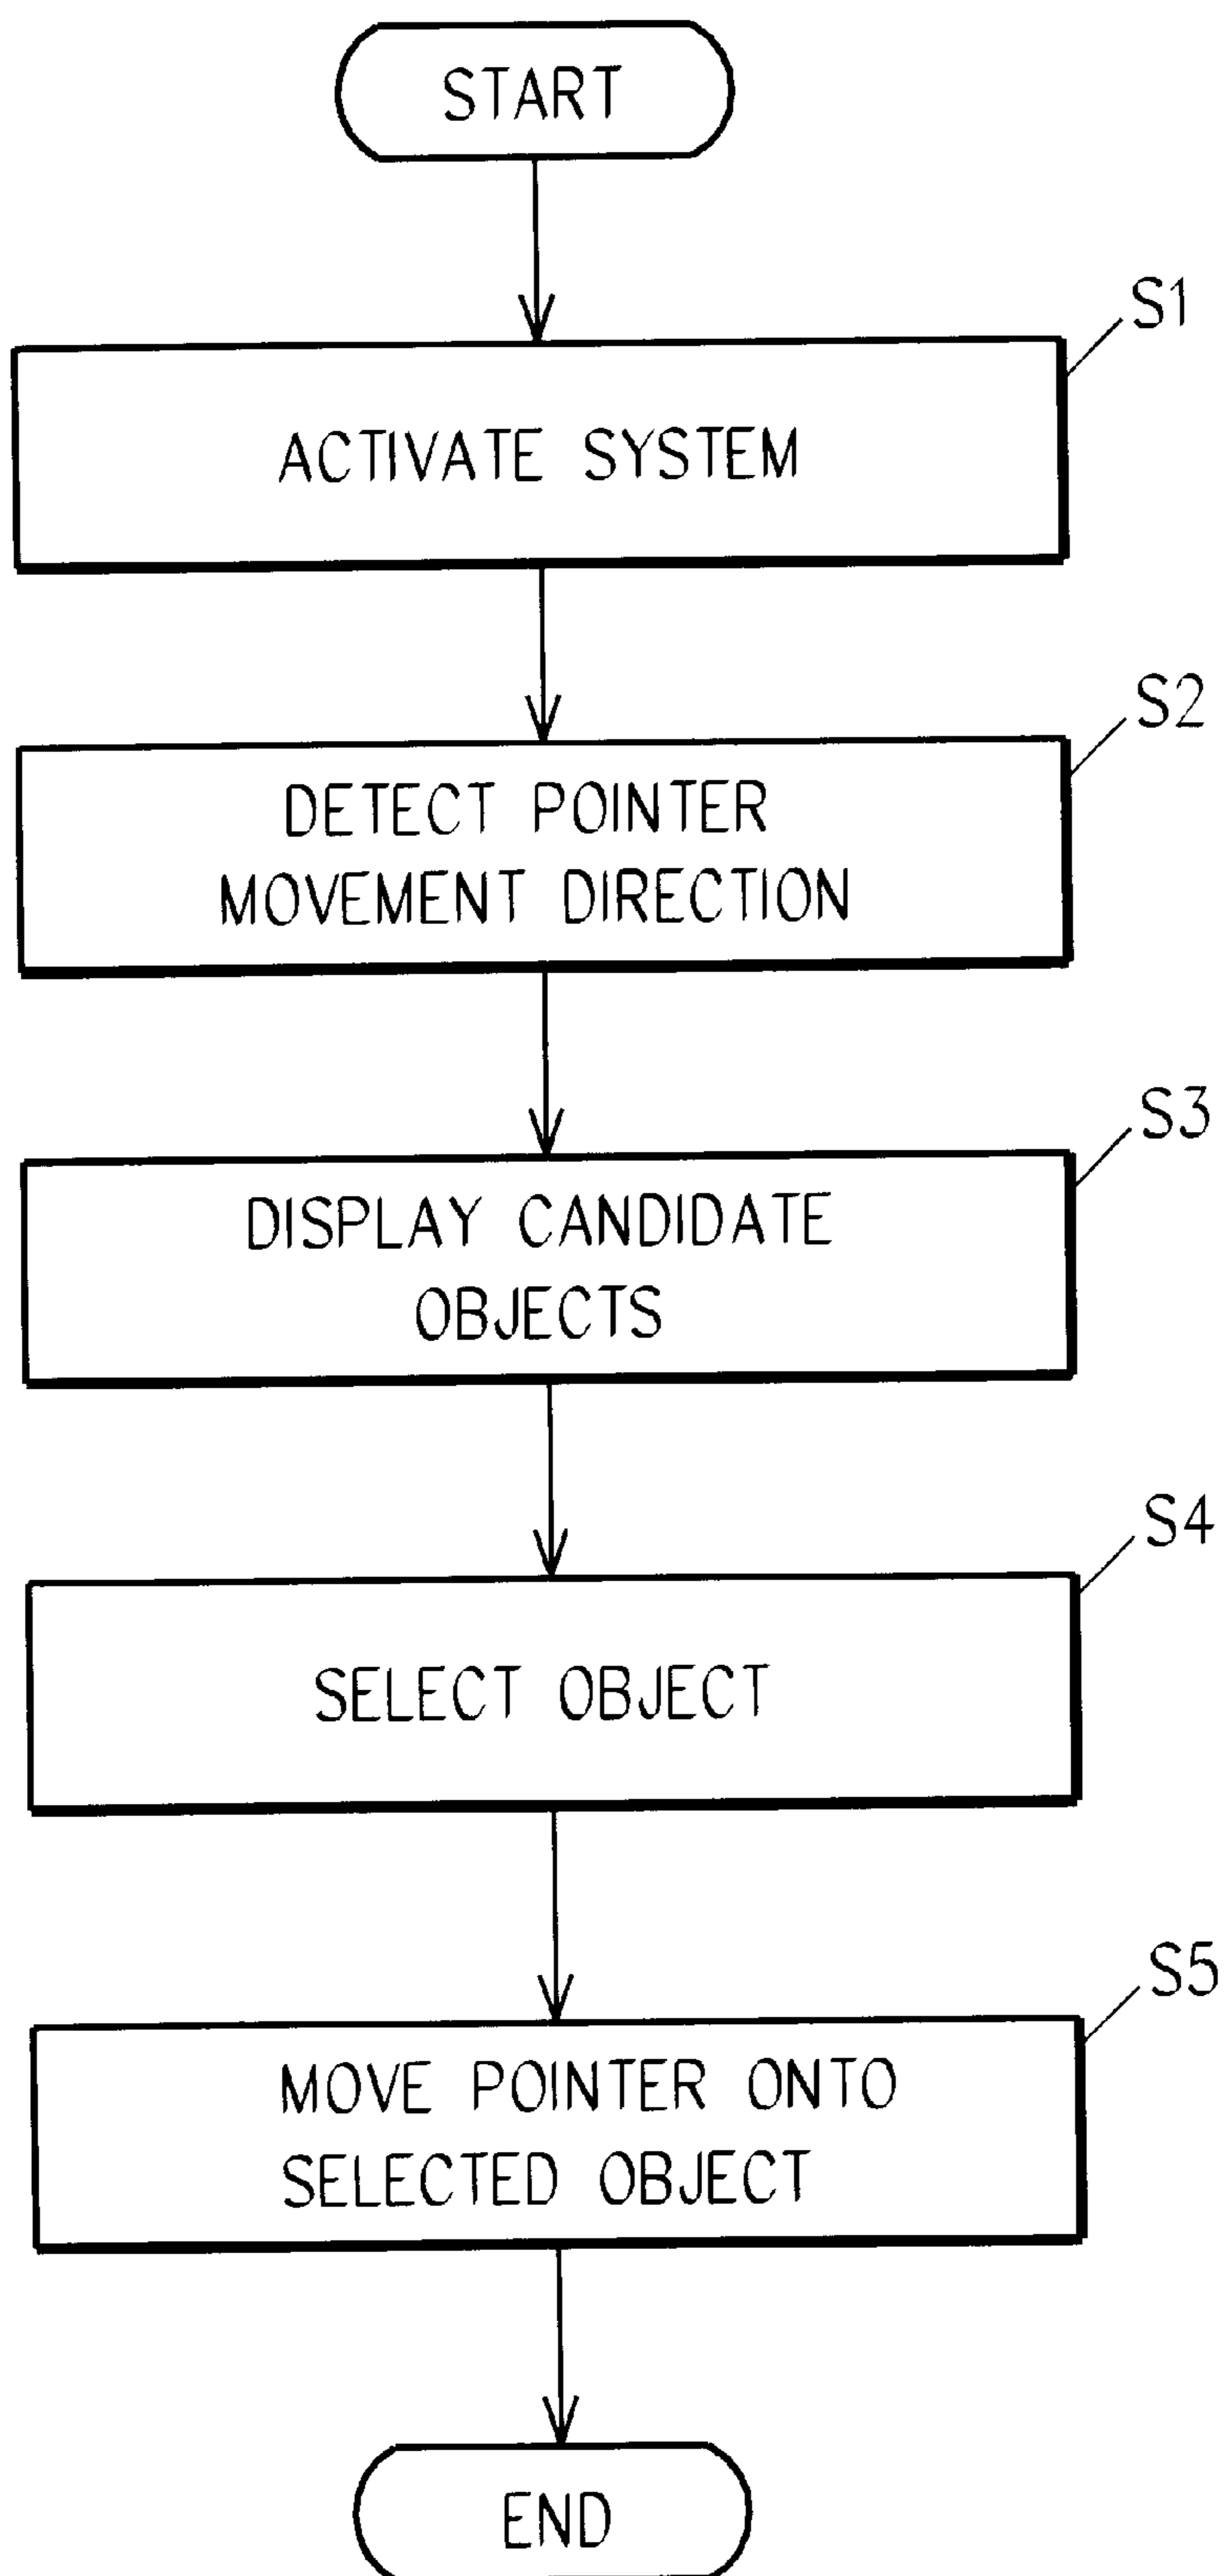 START
S1
ACTIVATE SYSTEM
S2
DETECT POINTER
MOVEMENT DIRECTION
S3
DISPLAY CANDIDATE
OBJECTS
S4
SELECT OBJECT
S5
MOVE POINTER ONTO
SELECTED OBJECT
END